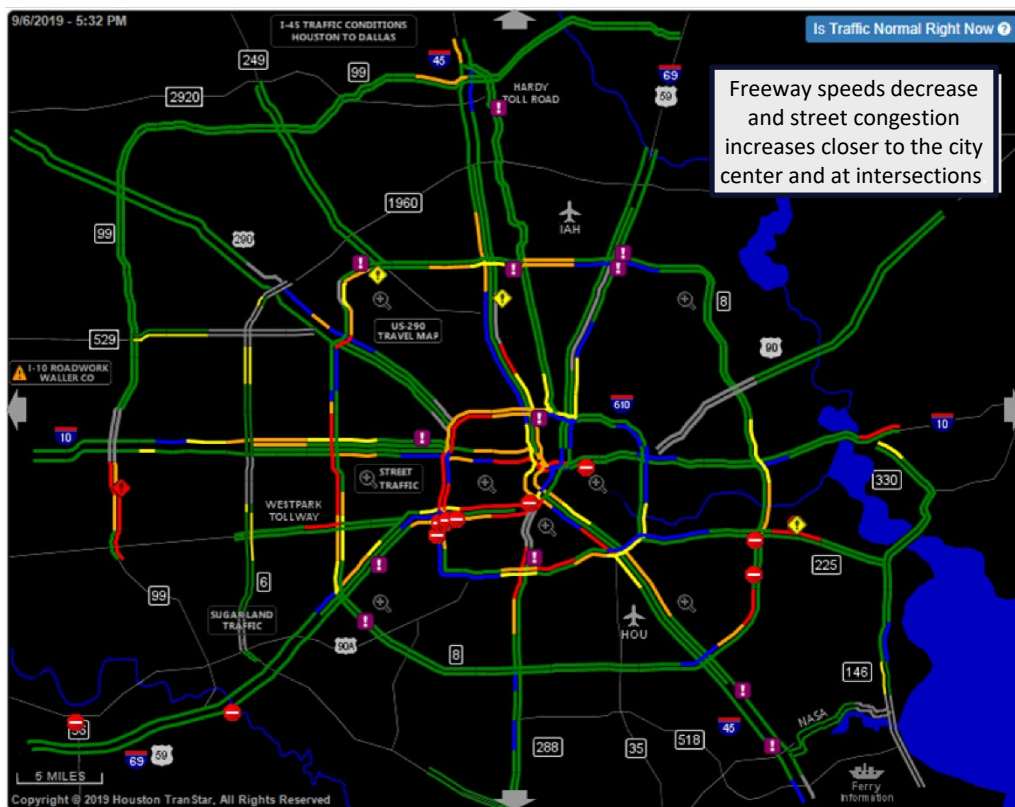 9/6/2019 - 5:32 PM
I-45 TRAFFIC CONDITIONS
HOUSTON TO DALLAS
Is Traffic Normal Right Now ?
249
99
45
69
59
2920
HARDY
TOLL ROAD
Freeway speeds decrease
and street congestion
increases closer to the city
center and at intersections
1960
99
290
IAH
8
529
US-290
TRAVEL MAP
90
I-10 ROADWORK
WALLER CO
610
10
10
STREET
TRAFFIC
330
WESTPARK
TOLLWAY
6
225
99
SUGAR LAND
TRAFFIC
90A
HOU
8
146
36
NASA
45
518
288
35
69
59
5 MILES
Ferry
Information
Copyright © 2019 Houston TranStar, All Rights Reserved